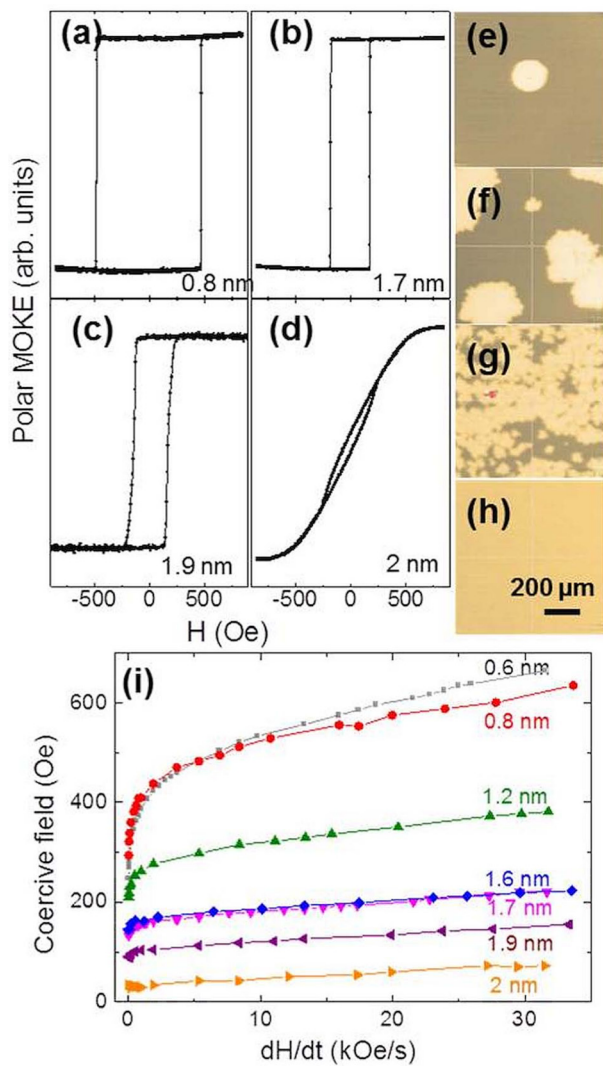 (a)
(b)
(e)
0.8 nm
1.7 nm
(f)
(c)
(d)
(g)
1.9 nm
2 nm
(h)
Polar MOKE (arb. units)
-500 0 500
-500 0 500
200 µm
H (Oe)
(i)
0.6 nm
600
0.8 nm
400
1.2 nm
1.6 nm
200
1.7 nm
1.9 nm
2 nm
0
Coercive field (Oe)
0 10 20 30
dH/dt (kOe/s)